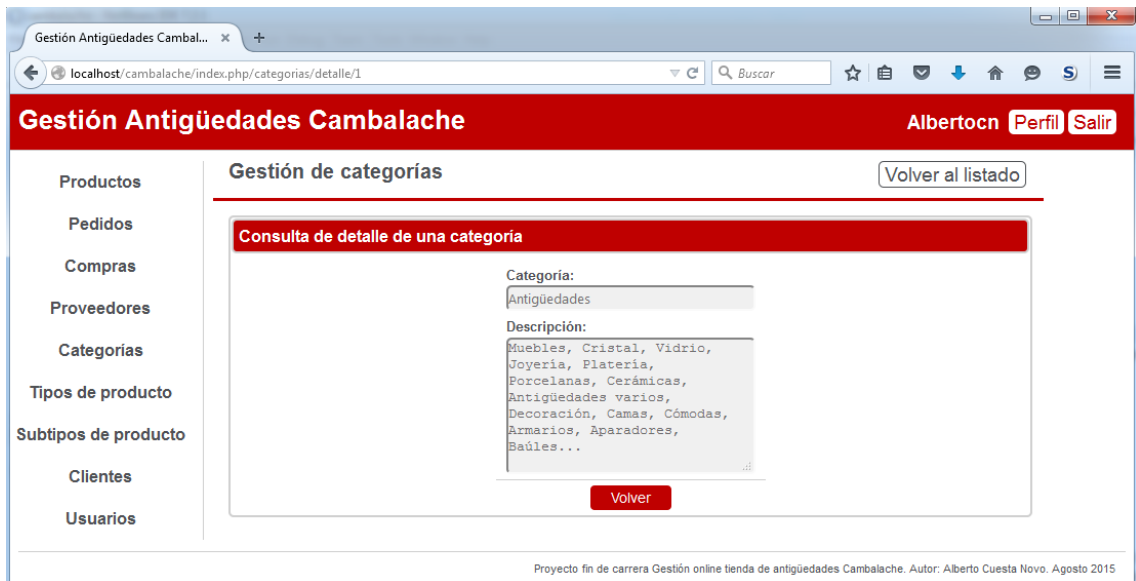 Gestión Antigüedades Cambal...
localhost/cambalache/index.php/categorias/detalle/1
Buscar
Gestión Antigüedades Cambalache
Albertocn Perfil Salir
Productos
Pedidos
Compras
Proveedores
Categorías
Tipos de producto
Subtipos de producto
Clientes
Usuarios
Gestión de categorías
Volver al listado
Consulta de detalle de una categoría
Categoría:
Antigüedades
Descripción:
Muebles, Cristal, Vidrio,
Joyería, Platería,
Porcelanas, Cerámicas,
Antigüedades varios,
Decoración, Camas, Cómodas,
Armarios, Aparadores,
Baúles...
Volver
Proyecto fin de carrera Gestión online tienda de antigüedades Cambalache. Autor: Alberto Cuesta Novo. Agosto 2015